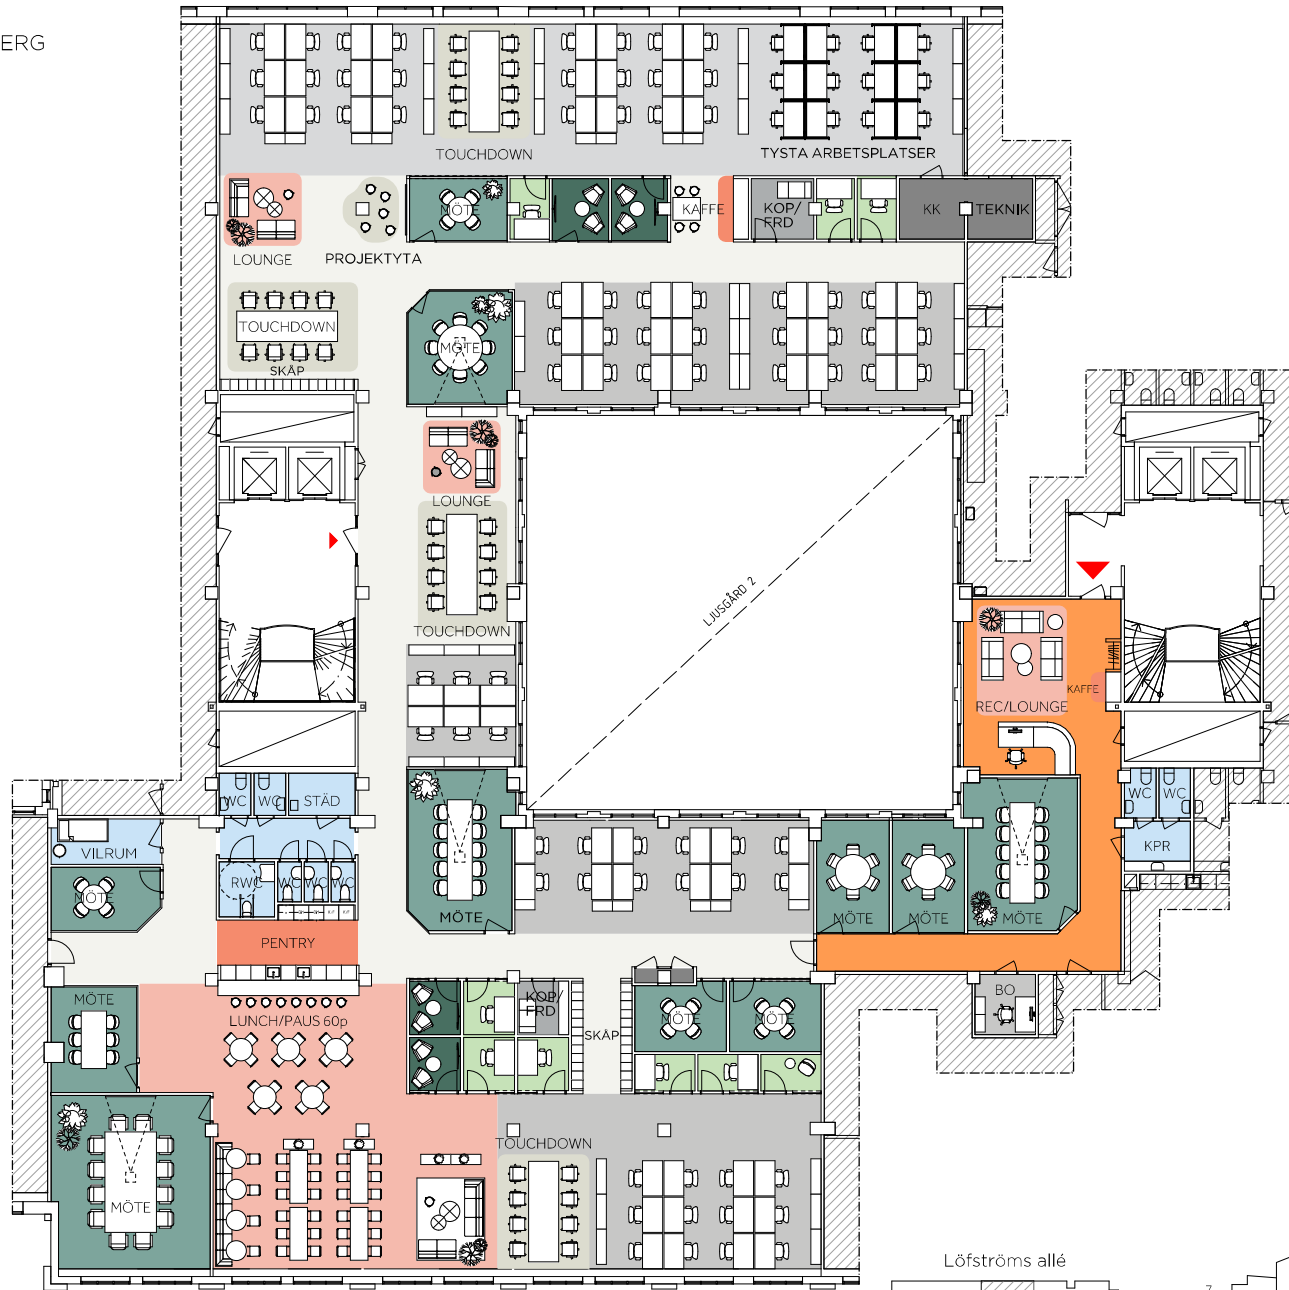 ERG
TOUCHDOWN
TYSTA ARBETSPLATSER
MÖTE
KAFFE
KOP/
FRD
KK
TEKNIK
LOUNGE
PROJEKTYTA
TOUCHDOWN
SKÅP
MÖTE
LOUNGE
TOUCHDOWN
LJUSGÅRD 2
KAFFE
REC/LOUNGE
WC
WC
STÄD
WC
WC
VILRUM
KPR
RWC
WC
WC
WC
MÖTE
MÖTE
MÖTE
MÖTE
MÖTE
PENTRY
BO
MÖTE
LUNCH/PAUS 60p
KOP/
FRD
SKÅP
MÖTE
MÖTE
TOUCHDOWN
MÖTE
Löfströms allé
7